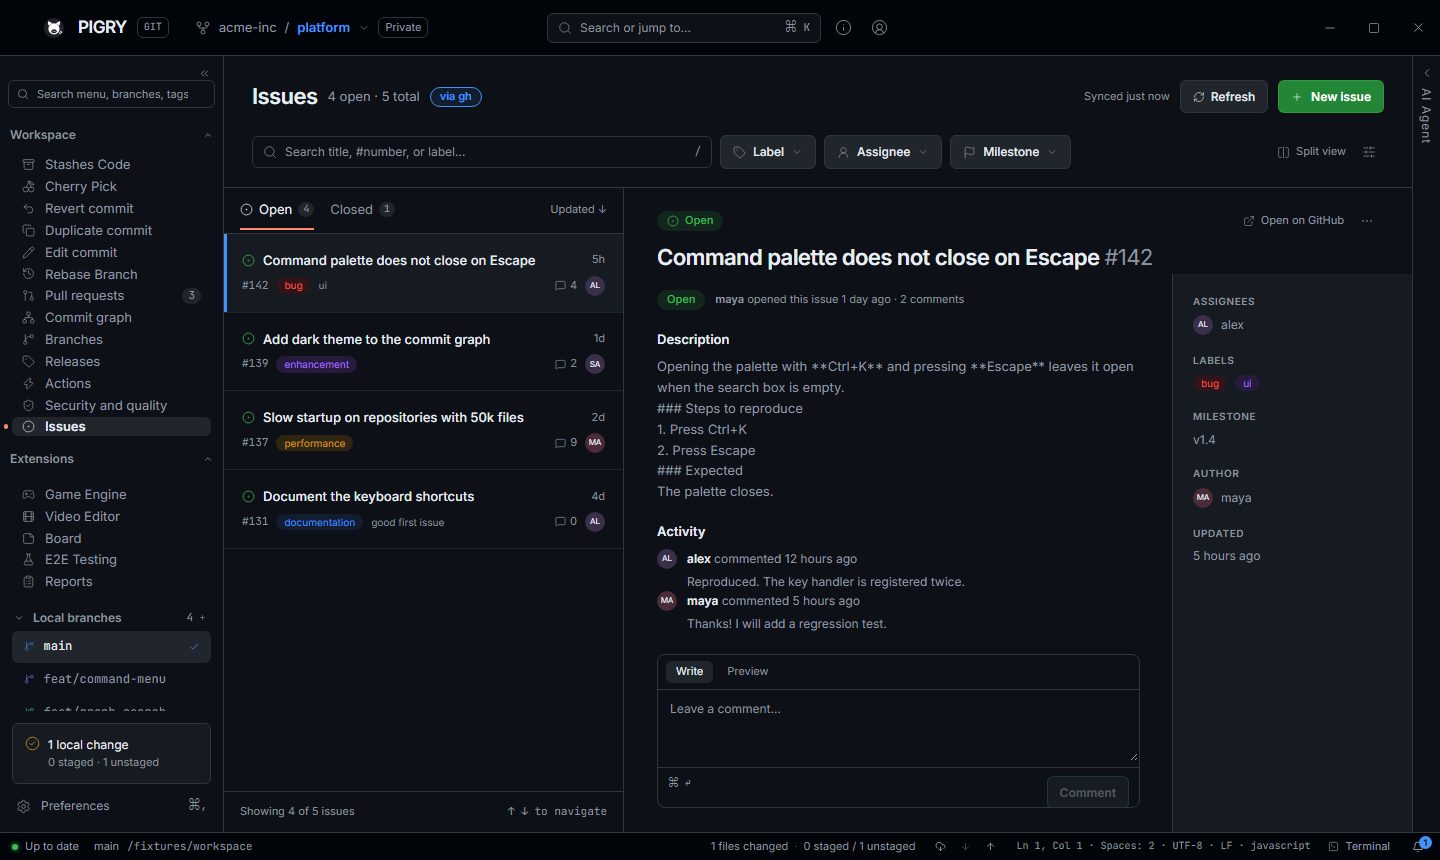 PIGRY GIT acme-inc / platform Private Search or jump to... ⌘ K
Search menu, branches, tags
Workspace
Stashes Code
Cherry Pick
Revert commit
Duplicate commit
Edit commit
Rebase Branch
Pull requests 3
Commit graph
Branches
Releases
Actions
Security and quality
Issues
Extensions
Game Engine
Video Editor
Board
E2E Testing
Reports
Local branches 4 +
main
feat/command-menu
1 local change
0 staged · 1 unstaged
Preferences ⌘,
Issues 4 open · 5 total via gh Synced just now Refresh + New issue
Search title, #number, or label... / Label Assignee Milestone Split view
Open 4 Closed 1 Updated ↓
Command palette does not close on Escape 5h
#142 bug ui 4 AL
Add dark theme to the commit graph 1d
#139 enhancement 2 SA
Slow startup on repositories with 50k files 2d
#137 performance 9 MA
Document the keyboard shortcuts 4d
#131 documentation good first issue 0 AL
Showing 4 of 5 issues ↑ ↓ to navigate
Open Open on GitHub ...
Command palette does not close on Escape #142
Open maya opened this issue 1 day ago · 2 comments
Description
Opening the palette with **Ctrl+K** and pressing **Escape** leaves it open
when the search box is empty.
### Steps to reproduce
1. Press Ctrl+K
2. Press Escape
### Expected
The palette closes.
Activity
AL alex commented 12 hours ago
Reproduced. The key handler is registered twice.
MA maya commented 5 hours ago
Thanks! I will add a regression test.
Write Preview
Leave a comment...
⌘ ↵ Comment
ASSIGNEES
AL alex
LABELS
bug ui
MILESTONE
v1.4
AUTHOR
MA maya
UPDATED
5 hours ago
AI Agent
Up to date main /fixtures/workspace 1 files changed · 0 staged / 1 unstaged ↓ ↑ Ln 1, Col 1 · Spaces: 2 · UTF-8 · LF · javascript Terminal 1